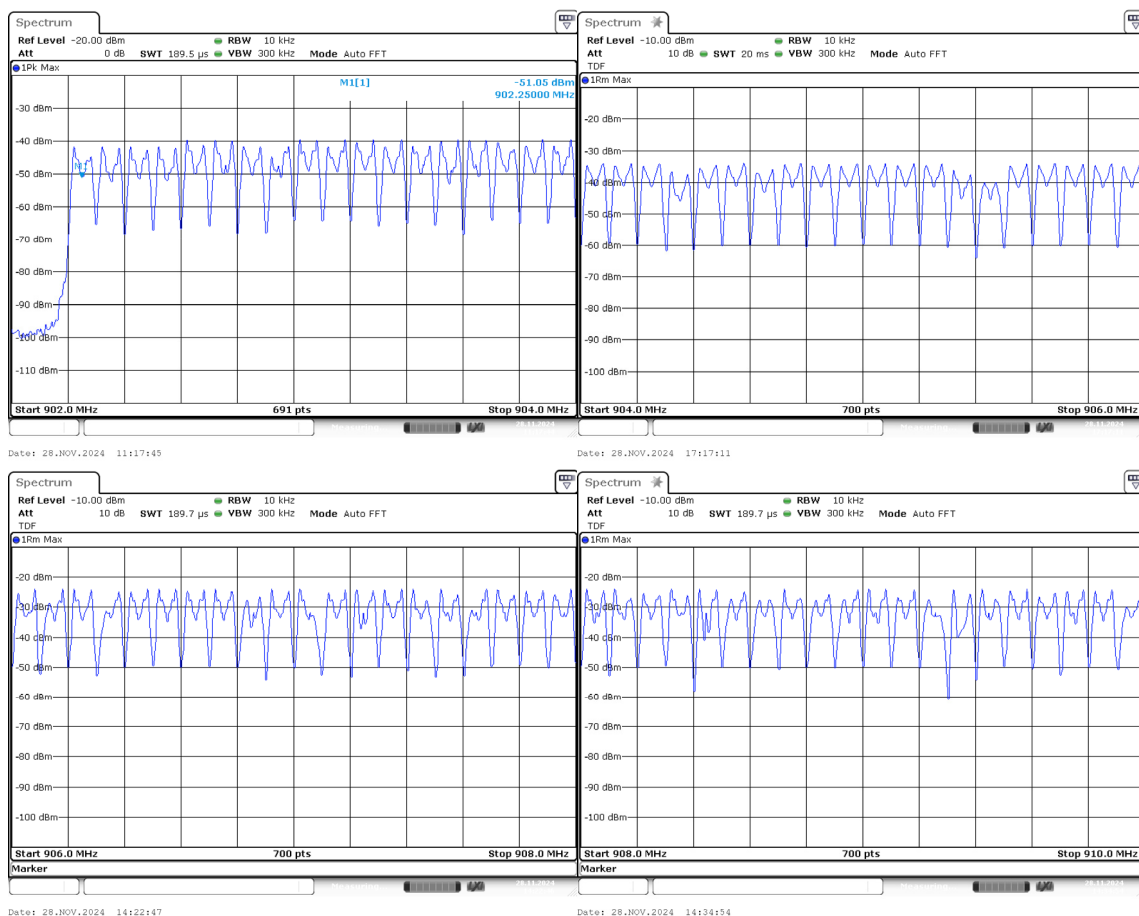 Spectrum
Ref Level -20.00 dBm RBW 10 kHz
Att 0 dB SWT 189.5 µs VBW 300 kHz Mode Auto FFT
1Pk Max
M1[1] -51.05 dBm
902.25000 MHz
-30 dBm
-40 dBm
M1
-50 dBm
-60 dBm
-70 dBm
-80 dBm
-90 dBm
-100 dBm
-110 dBm
Start 902.0 MHz 691 pts Stop 904.0 MHz
28.11.2024
Date: 28.NOV.2024 11:17:45
Spectrum
Ref Level -10.00 dBm RBW 10 kHz
Att 10 dB SWT 20 ms VBW 300 kHz Mode Auto FFT
TDF
1Rm Max
-20 dBm
-30 dBm
-40 dBm
-50 dBm
-60 dBm
-70 dBm
-80 dBm
-90 dBm
-100 dBm
Start 904.0 MHz 700 pts Stop 906.0 MHz
28.11.2024
Date: 28.NOV.2024 17:17:11
Spectrum
Ref Level -10.00 dBm RBW 10 kHz
Att 10 dB SWT 189.7 µs VBW 300 kHz Mode Auto FFT
TDF
1Rm Max
-20 dBm
-30 dBm
-40 dBm
-50 dBm
-60 dBm
-70 dBm
-80 dBm
-90 dBm
-100 dBm
Start 906.0 MHz 700 pts Stop 908.0 MHz
Marker
Date: 28.NOV.2024 14:22:47
Spectrum
Ref Level -10.00 dBm RBW 10 kHz
Att 10 dB SWT 189.7 µs VBW 300 kHz Mode Auto FFT
TDF
1Rm Max
-20 dBm
-30 dBm
-40 dBm
-50 dBm
-60 dBm
-70 dBm
-80 dBm
-90 dBm
-100 dBm
Start 908.0 MHz 700 pts Stop 910.0 MHz
Marker
Date: 28.NOV.2024 14:34:54